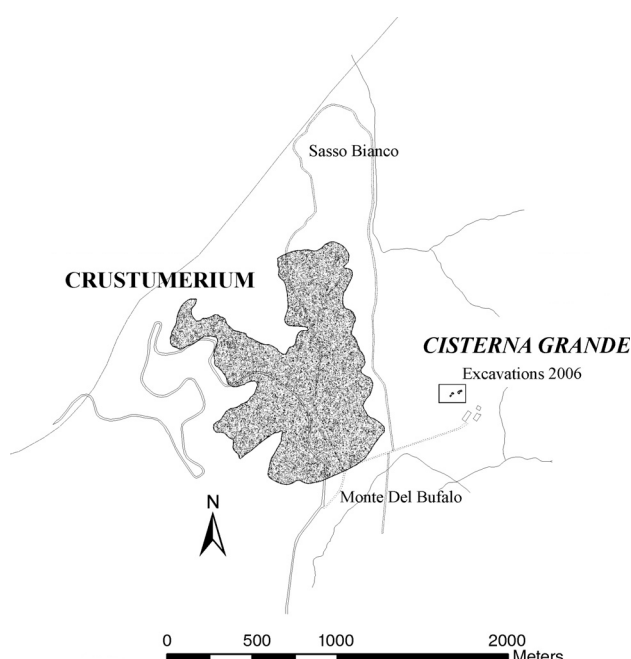 Sasso Bianco
CRUSTUMERIUM
CISTERNA GRANDE
Excavations 2006
Monte Del Bufalo
N
0 500 1000 2000
Meters